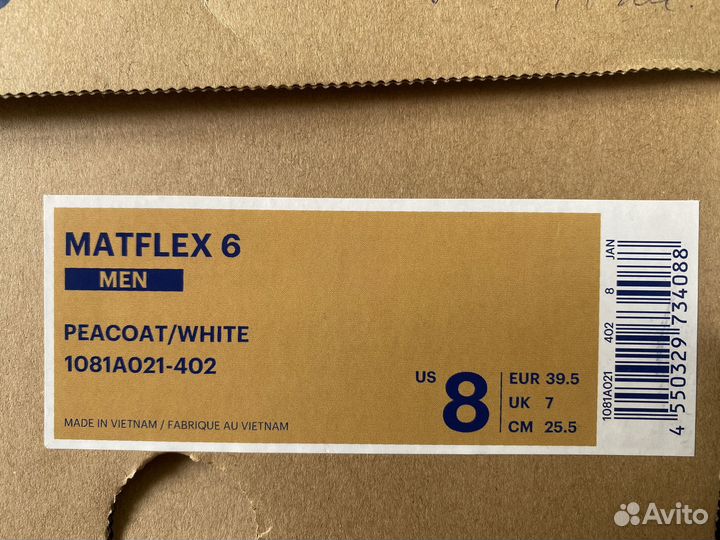 MATFLEX 6
MEN
PEACOAT/WHITE
1081A021-402
MADE IN VIETNAM / FABRIQUE AU VIETNAM
US 8
EUR 39.5
UK 7
CM 25.5
1081A021 402 8 JAN
4 550329 734088
Avito